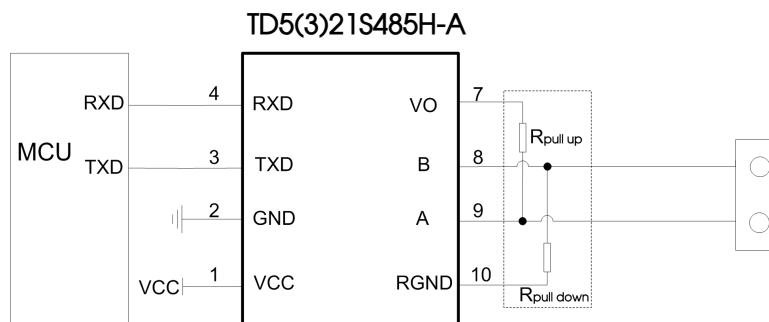 TD5(3)21S485H-A
MCU
RXD
4
RXD
VO
7
Rpull up
TXD
3
TXD
B
8
2
GND
A
9
VCC
1
VCC
RGND
10
Rpull down